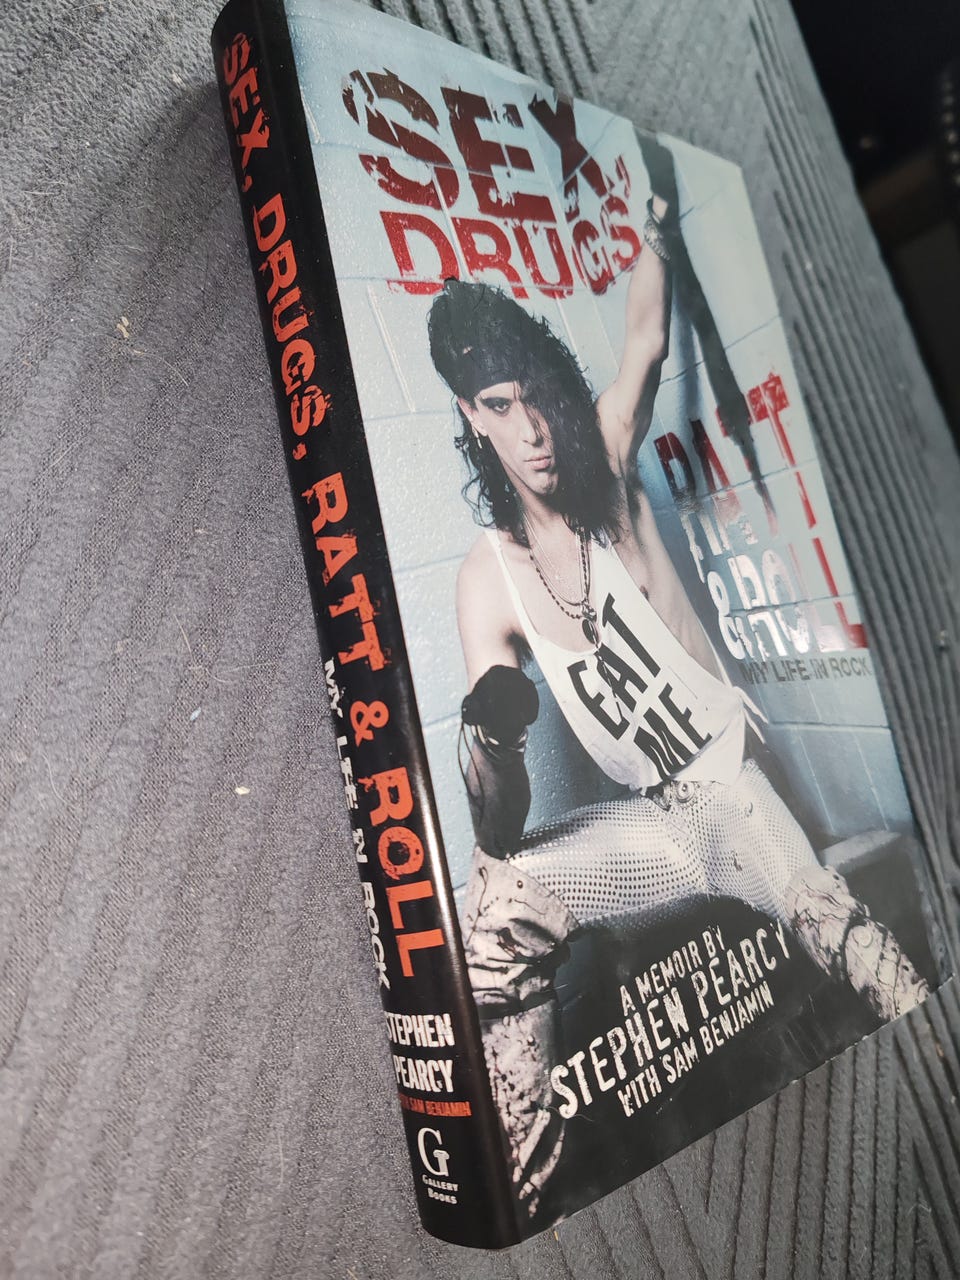 SEX, DRUGS, RATT & ROLL
MY LIFE IN ROCK
STEPHEN
PEARCY
WITH SAM BENJAMIN
G
GALLERY
BOOKS
SEX,
DRUGS,
RATT
&ROLL
MY LIFE IN ROCK
EAT
ME
A MEMOIR BY
STEPHEN PEARCY
WITH SAM BENJAMIN